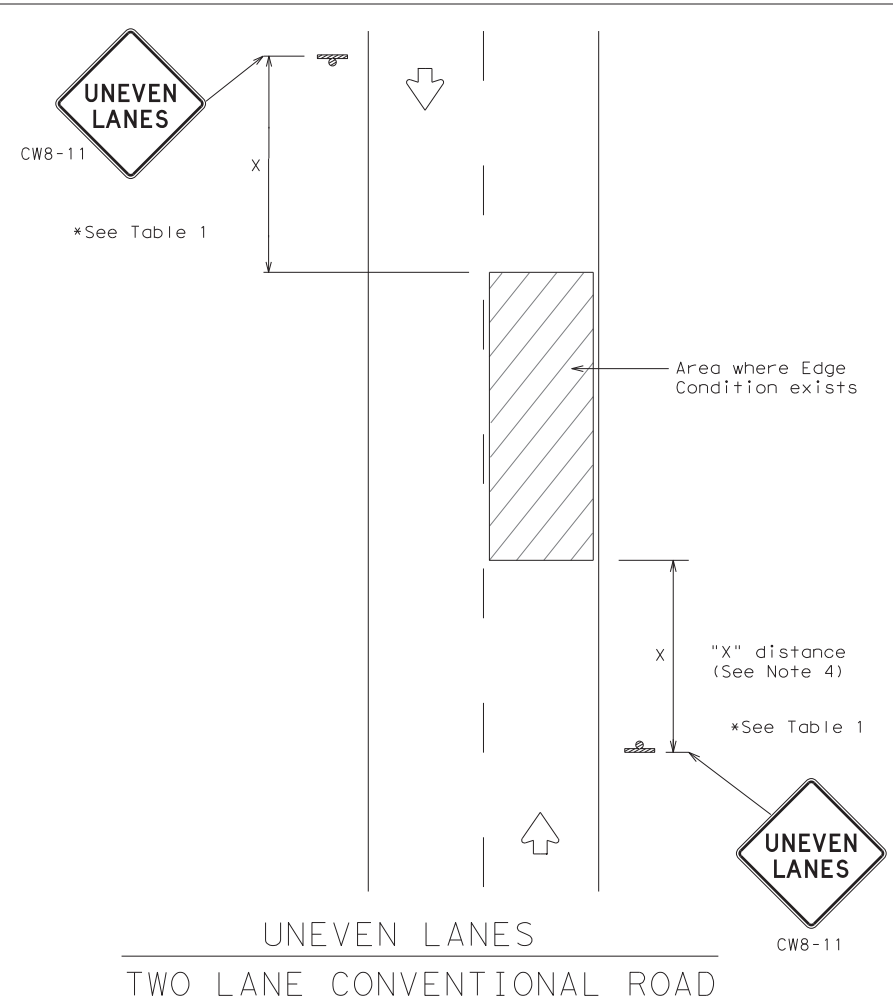 UNEVEN
LANES
CW8-11
X
*See Table 1
Area where Edge
Condition exists
X
"X" distance
(See Note 4)
*See Table 1
UNEVEN
LANES
CW8-11
UNEVEN LANES
TWO LANE CONVENTIONAL ROAD